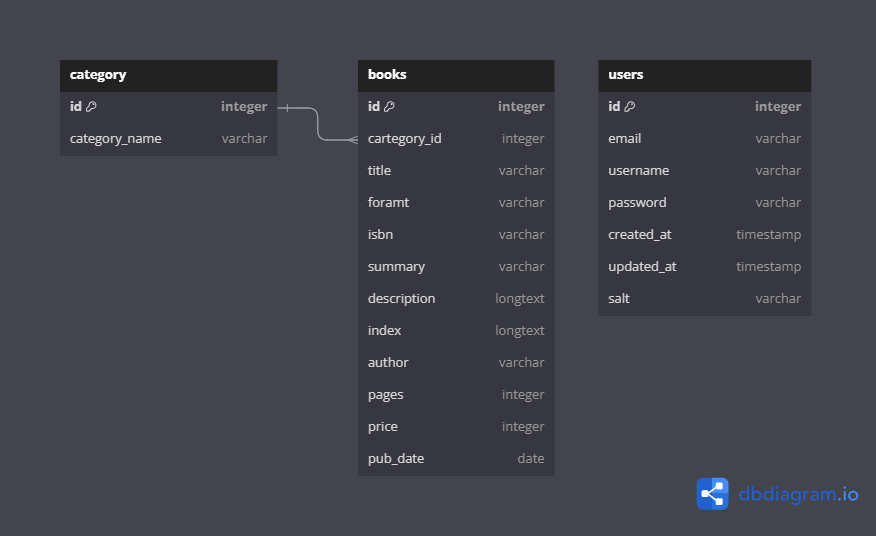 category
id integer
category_name varchar
books
id integer
cartegory_id integer
title varchar
foramt varchar
isbn varchar
summary varchar
description longtext
index longtext
author varchar
pages integer
price integer
pub_date date
users
id integer
email varchar
username varchar
password varchar
created_at timestamp
updated_at timestamp
salt varchar
dbdiagram.io